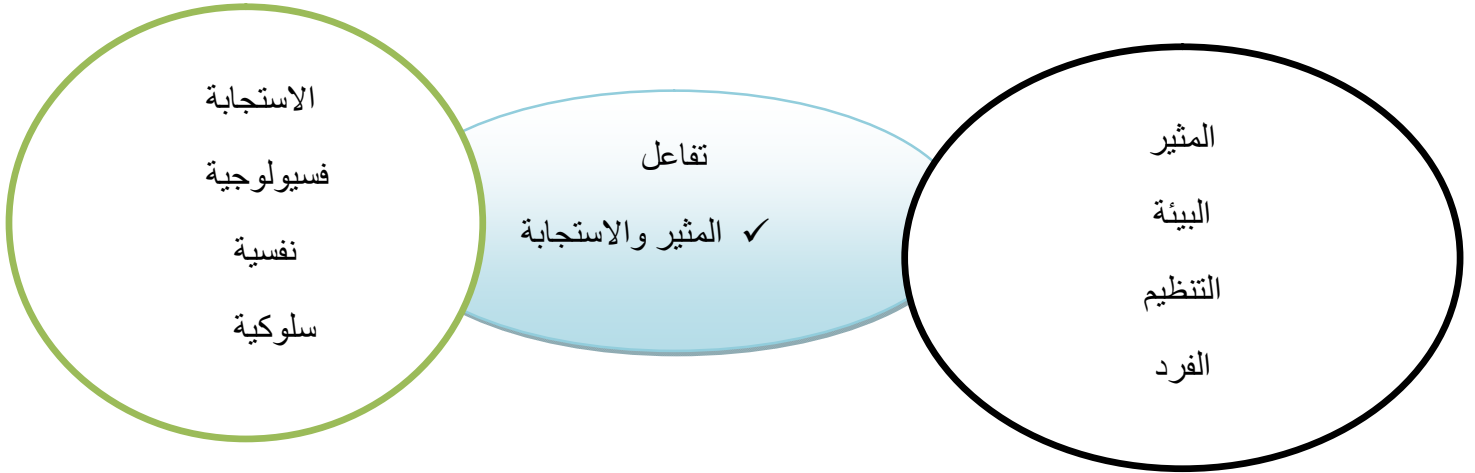 المثير
البيئة
التنظيم
الفرد
تفاعل
✓ المثير والاستجابة
الاستجابة
فسيولوجية
نفسية
سلوكية